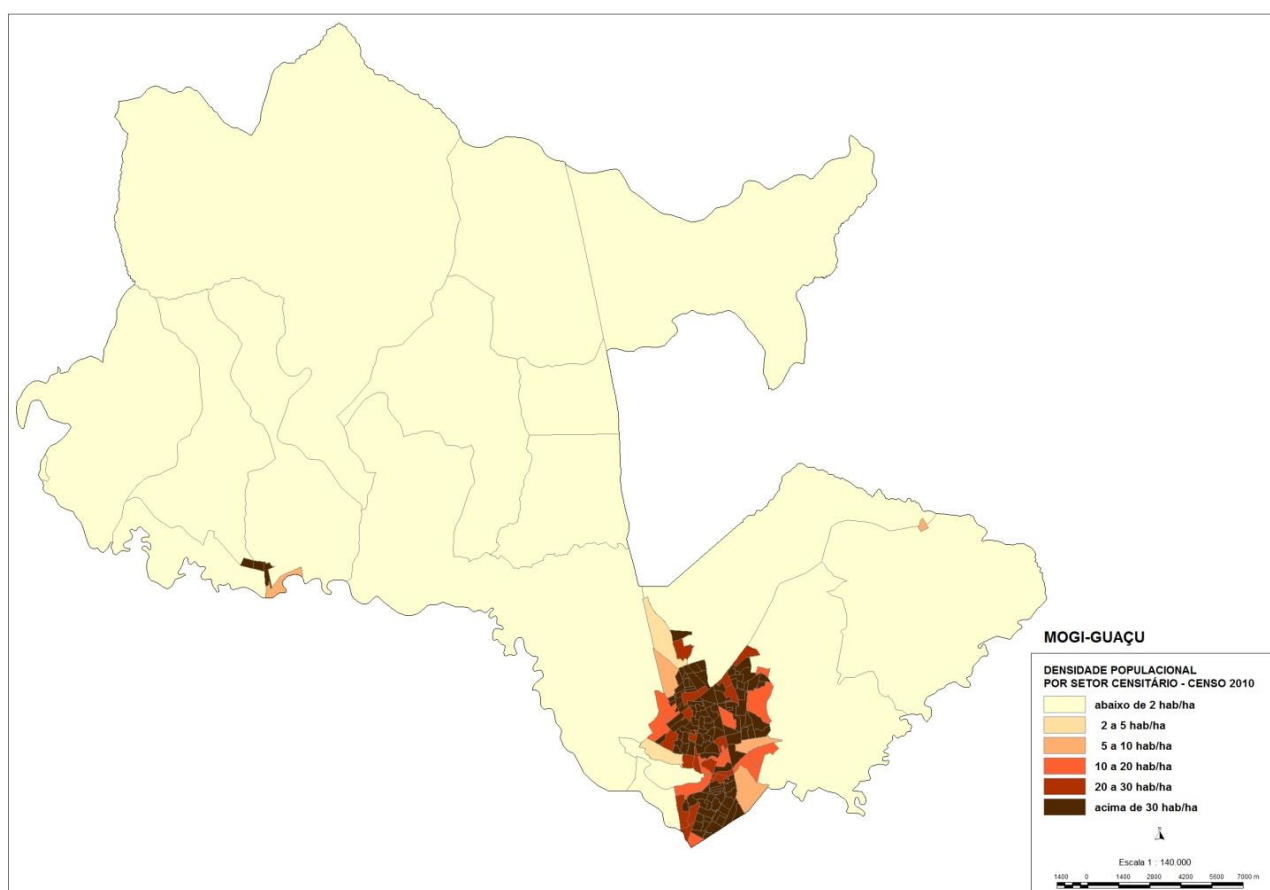 MOGI-GUAÇU
DENSIDADE POPULACIONAL
POR SETOR CENSITÁRIO - CENSO 2010
abaixo de 2 hab/ha
2 a 5 hab/ha
5 a 10 hab/ha
10 a 20 hab/ha
20 a 30 hab/ha
acima de 30 hab/ha
Escala 1 : 140.000
1400 0 1400 2800 4200 5600 7000 m